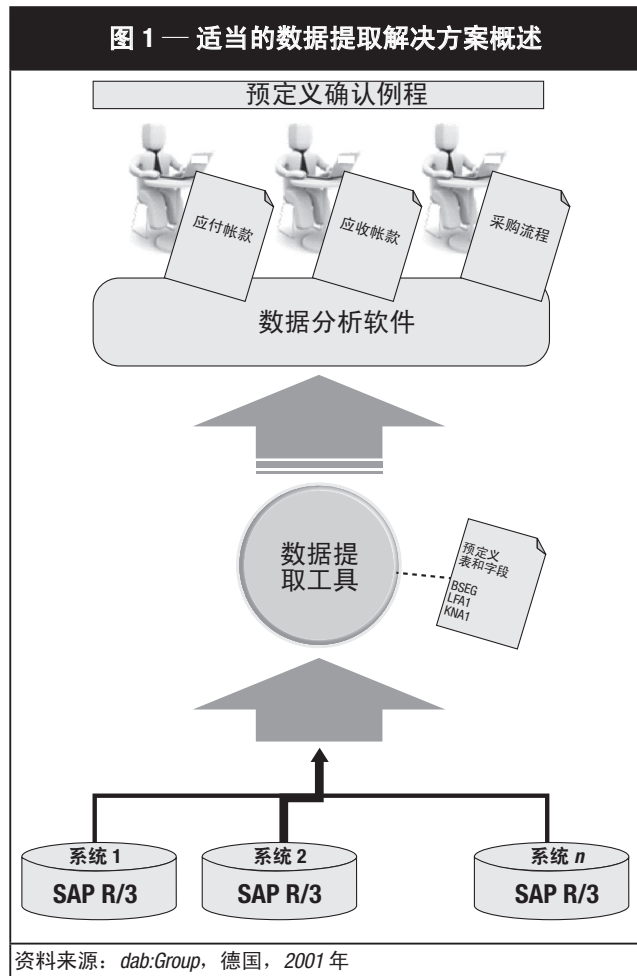 图 1 — 适当的数据提取解决方案概述
预定义确认例程
应付帐款
应收帐款
采购流程
数据分析软件
数据提
取工具
预定义
表和字段
BSEG
LFA1
KNA1
系统 1
SAP R/3
系统 2
SAP R/3
系统 n
SAP R/3
资料来源：dab:Group，德国，2001 年